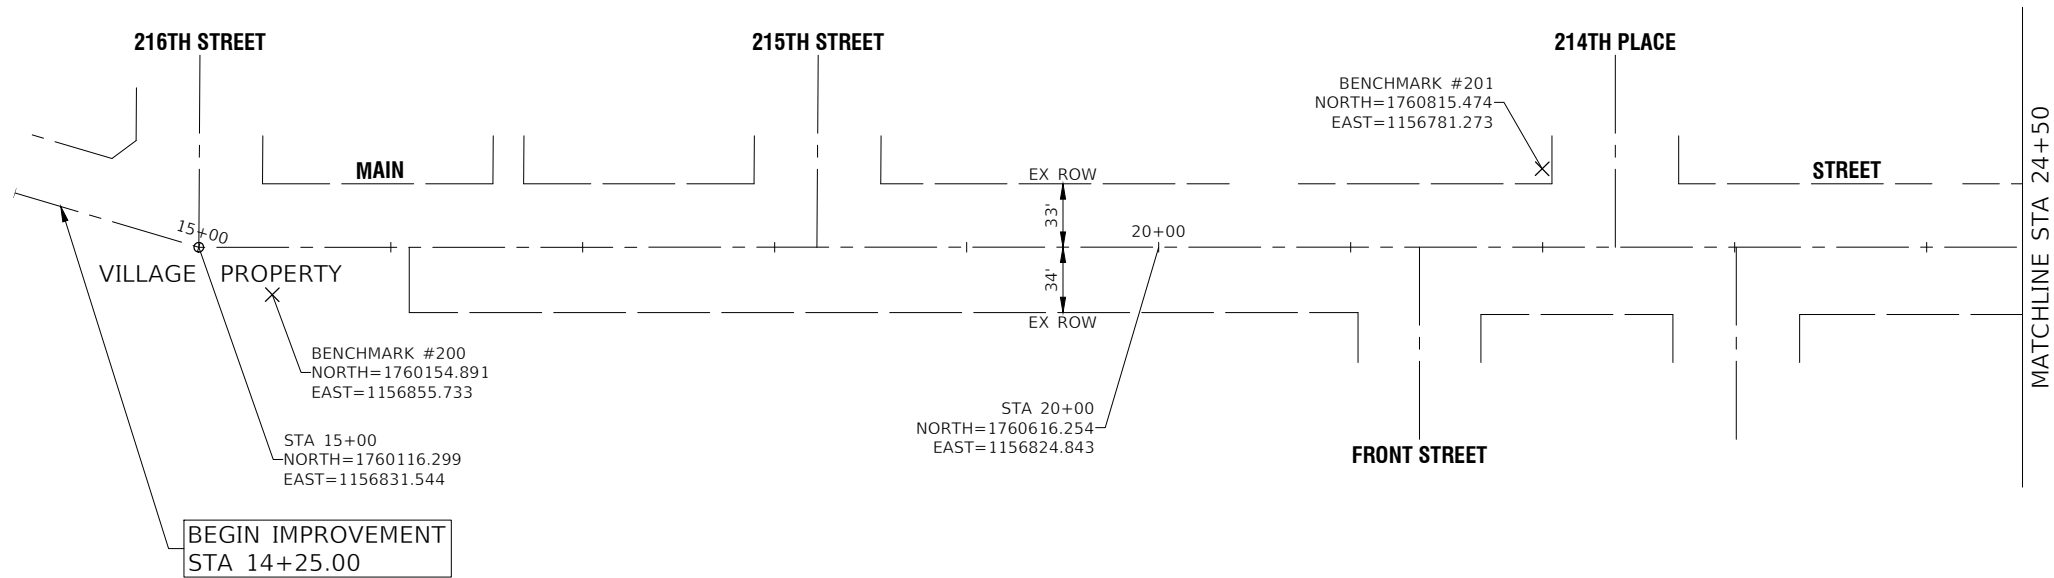 216TH STREET
215TH STREET
214TH PLACE
BENCHMARK #201
NORTH=1760815.474
EAST=1156781.273
MAIN
EX ROW
STREET
33'
15+00
20+00
VILLAGE PROPERTY
34'
EX ROW
MATCHLINE STA 24+50
BENCHMARK #200
NORTH=1760154.891
EAST=1156855.733
STA 20+00
NORTH=1760616.254
EAST=1156824.843
STA 15+00
NORTH=1760116.299
EAST=1156831.544
FRONT STREET
BEGIN IMPROVEMENT
STA 14+25.00